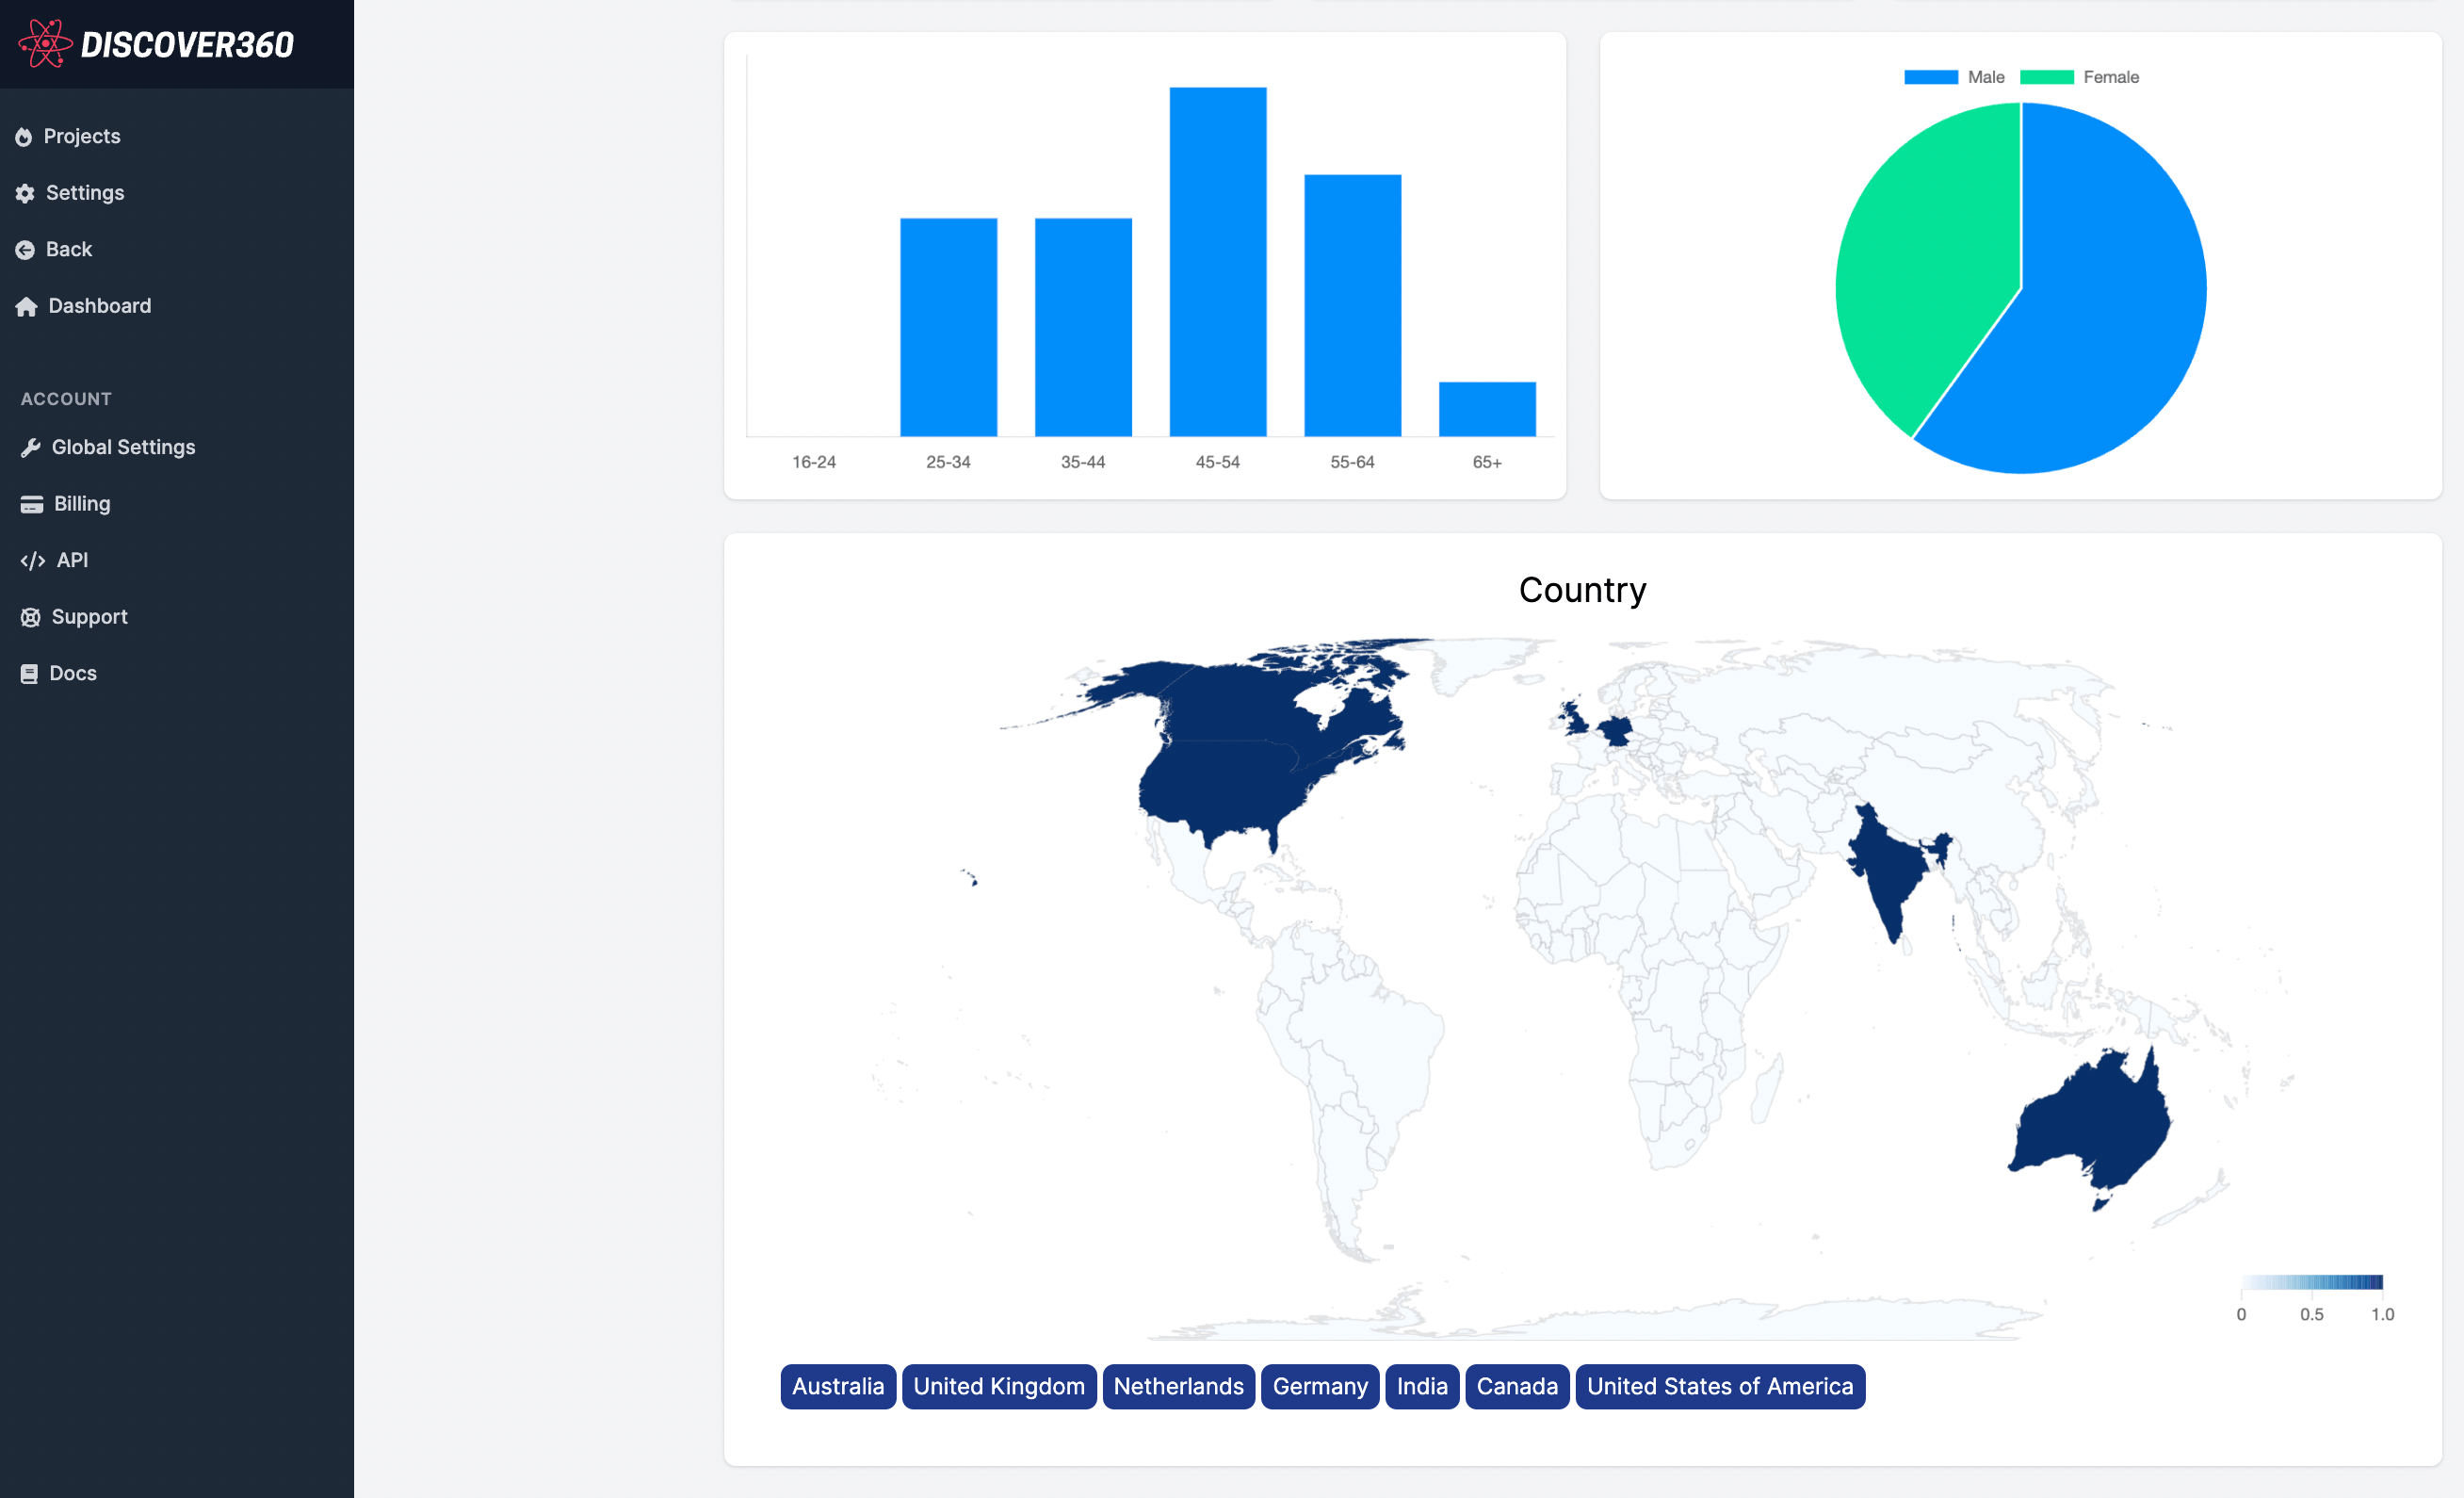 DISCOVER360
Projects
Settings
Back
Dashboard
ACCOUNT
Global Settings
Billing
API
Support
Docs
16-24 25-34 35-44 45-54 55-64 65+
Male Female
Country
0 0.5 1.0
Australia United Kingdom Netherlands Germany India Canada United States of America